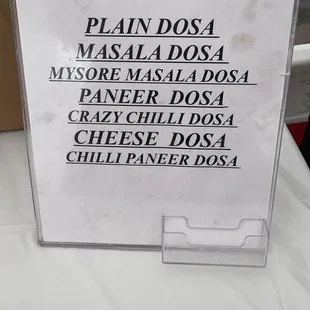 PLAIN DOSA
MASALA DOSA
MYSORE MASALA DOSA
PANEER DOSA
CRAZY CHILLI DOSA
CHEESE DOSA
CHILLI PANEER DOSA